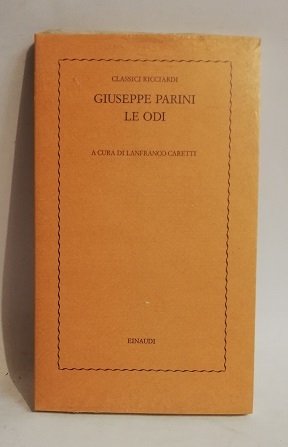 CLASSICI RICCIARDI
GIUSEPPE PARINI
LE ODI
A CURA DI LANFRANCO CARETTI
EINAUDI